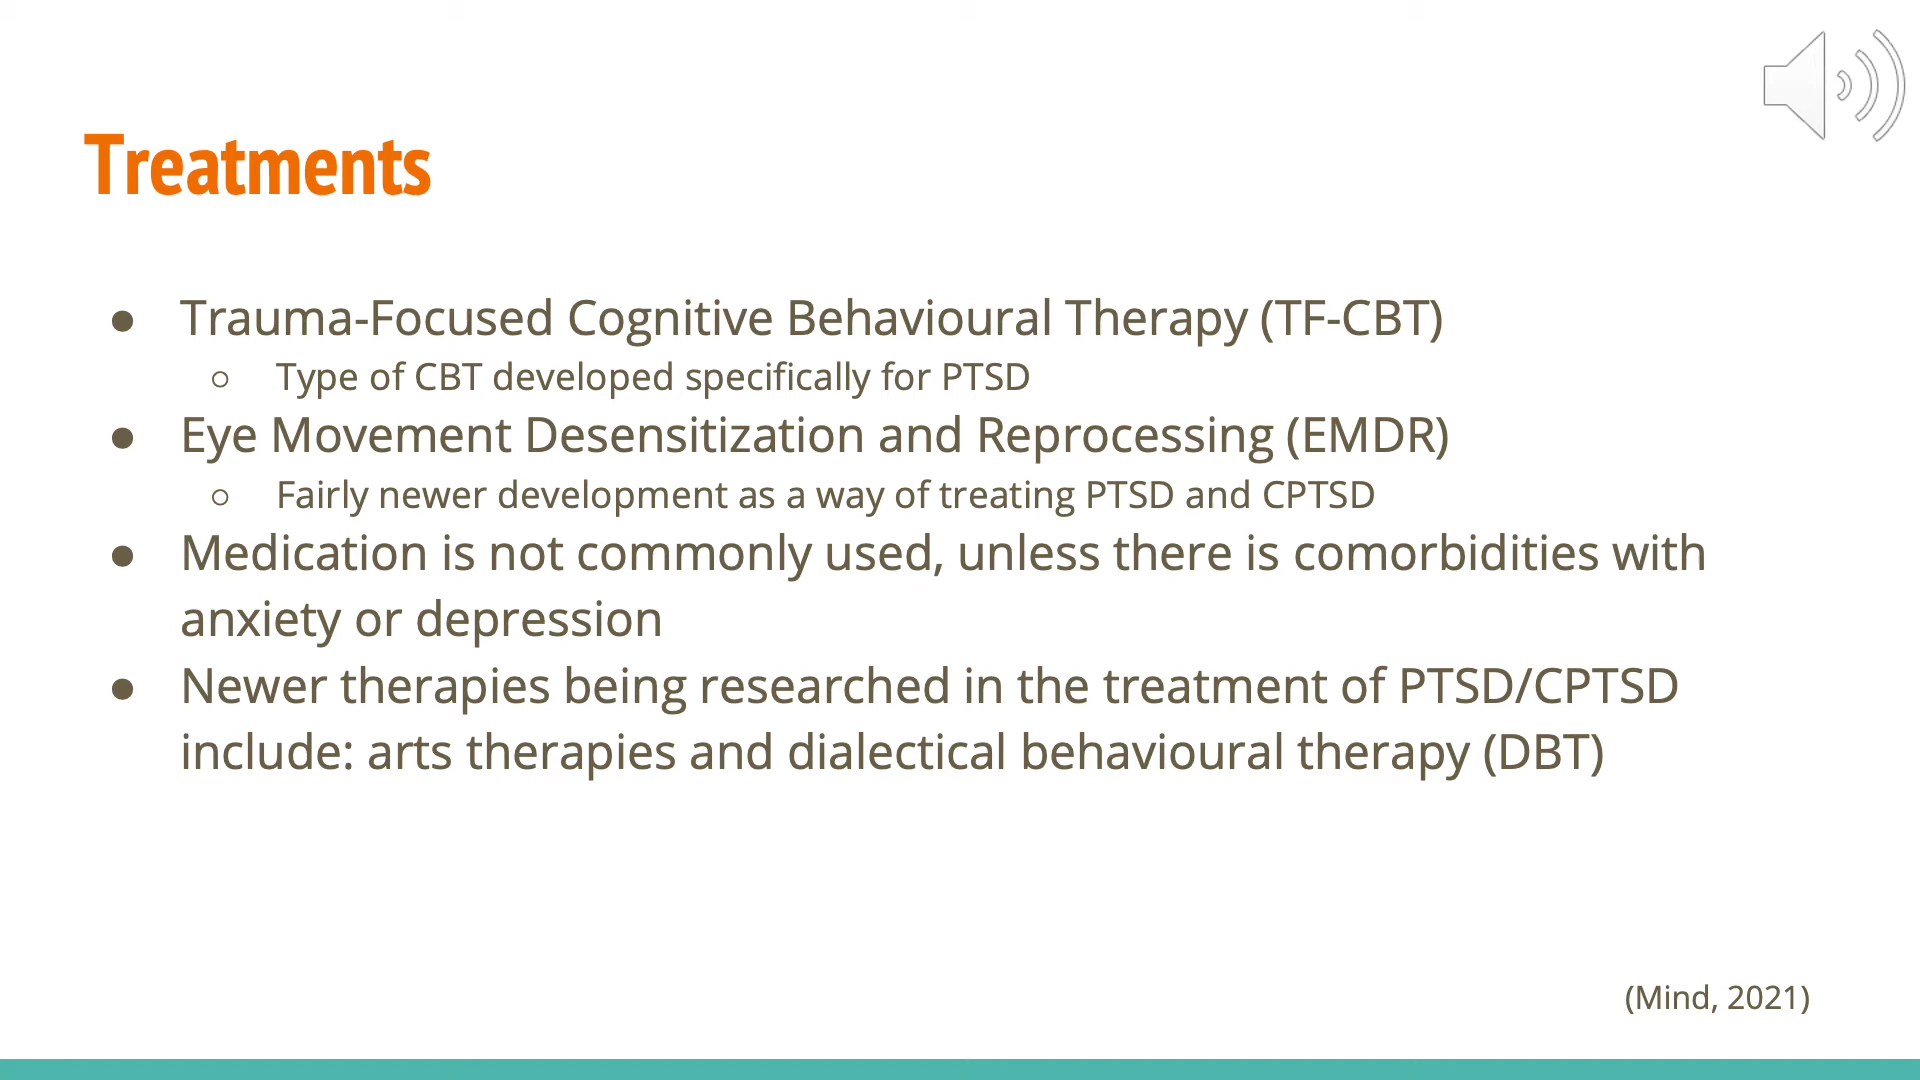 Treatments
● Trauma-Focused Cognitive Behavioural Therapy (TF-CBT)
○ Type of CBT developed specifically for PTSD
● Eye Movement Desensitization and Reprocessing (EMDR)
○ Fairly newer development as a way of treating PTSD and CPTSD
● Medication is not commonly used, unless there is comorbidities with
anxiety or depression
● Newer therapies being researched in the treatment of PTSD/CPTSD
include: arts therapies and dialectical behavioural therapy (DBT)
(Mind, 2021)